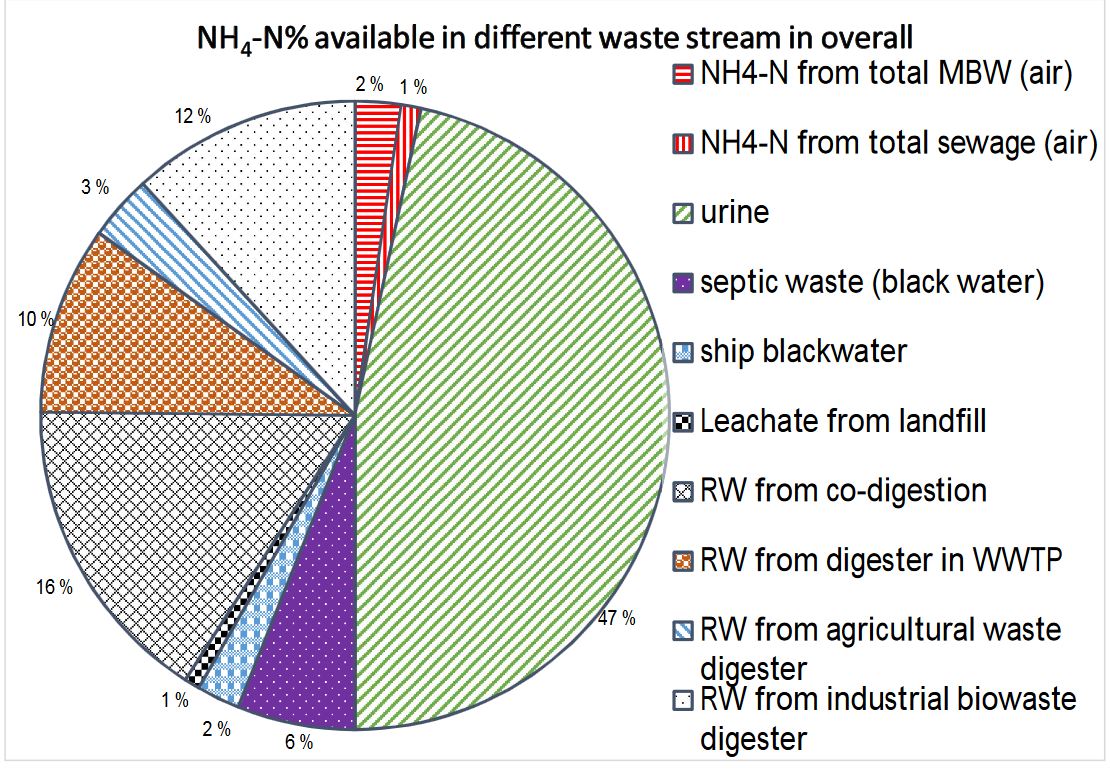 NH4-N% available in different waste stream in overall
2 %
1 %
12 %
3 %
10 %
16 %
1 %
2 %
6 %
47 %
NH4-N from total MBW (air)
NH4-N from total sewage (air)
urine
septic waste (black water)
ship blackwater
Leachate from landfill
RW from co-digestion
RW from digester in WWTP
RW from agricultural waste
digester
RW from industrial biowaste
digester